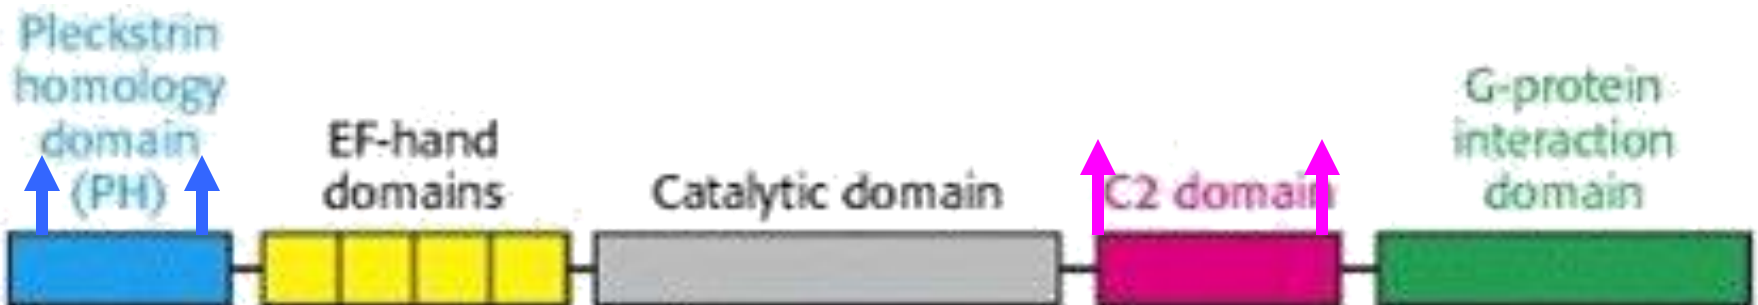 Pleckstrin
homology
domain
(PH)
EF-hand
domains
Catalytic domain
C2 domain
G-protein
interaction
domain